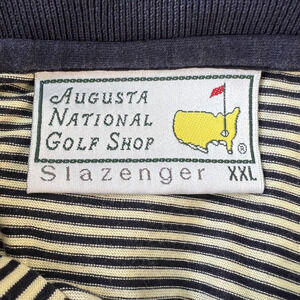 AUGUSTA
NATIONAL
GOLF SHOP ®
Slazenger XXL